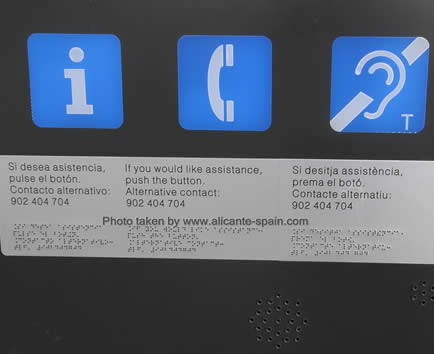 i
T
Si desea asistencia,
pulse el botón.
Contacto alternativo:
902 404 704
If you would like assistance,
push the button.
Alternative contact:
902 404 704
Si desitja assistència,
prema el botó.
Contacte alternatiu:
902 404 704
Photo taken by www.alicante-spain.com